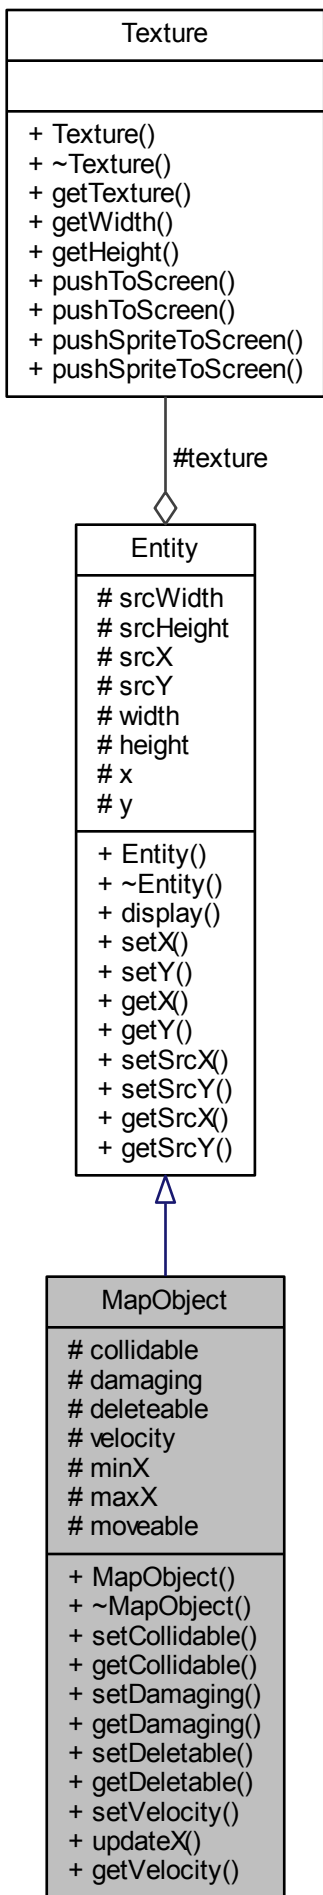 Texture
+ Texture()
+ ~Texture()
+ getTexture()
+ getWidth()
+ getHeight()
+ pushToScreen()
+ pushToScreen()
+ pushSpriteToScreen()
+ pushSpriteToScreen()
#texture
Entity
# srcWidth
# srcHeight
# srcX
# srcY
# width
# height
# x
# y
+ Entity()
+ ~Entity()
+ display()
+ setX()
+ setY()
+ getX()
+ getY()
+ setSrcX()
+ setSrcY()
+ getSrcX()
+ getSrcY()
MapObject
# collidable
# damaging
# deleteable
# velocity
# minX
# maxX
# moveable
+ MapObject()
+ ~MapObject()
+ setCollidable()
+ getCollidable()
+ setDamaging()
+ getDamaging()
+ setDeletable()
+ getDeletable()
+ setVelocity()
+ updateX()
+ getVelocity()